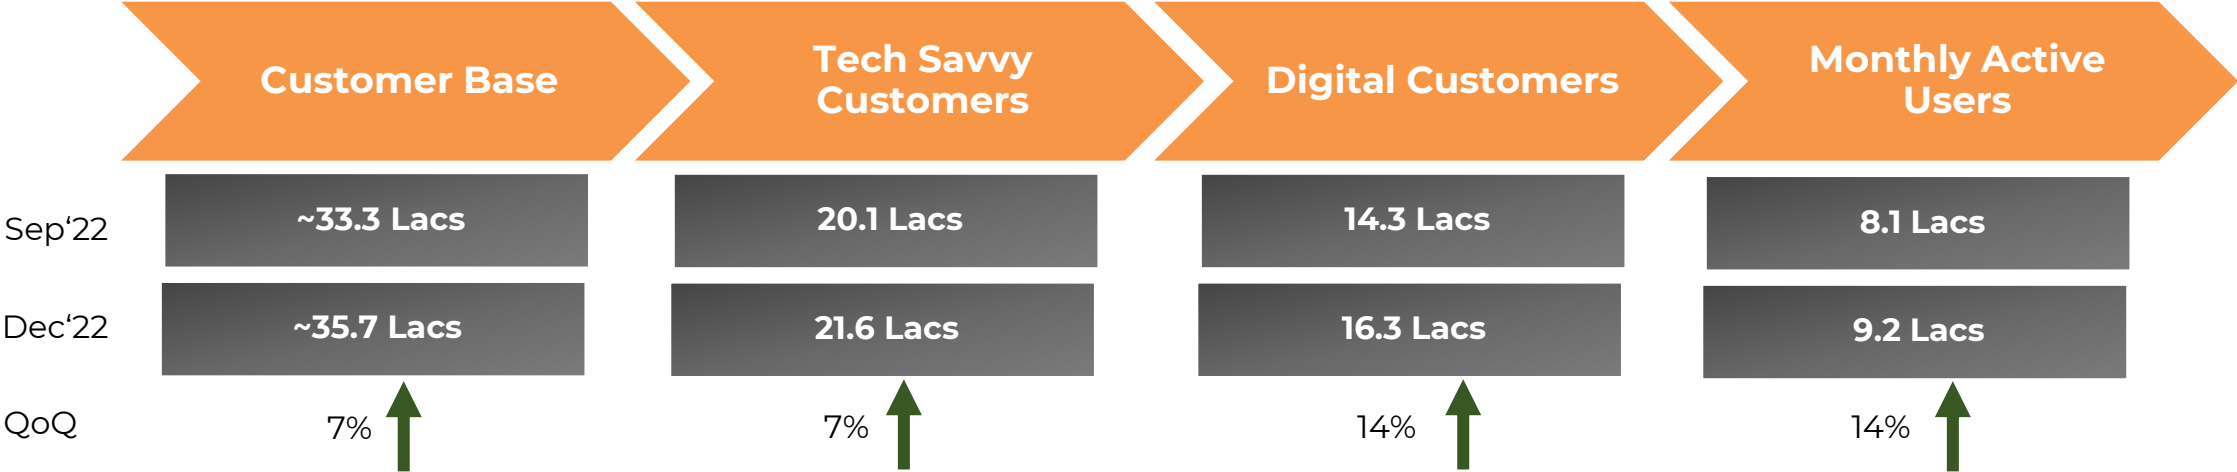 Customer Base
Tech Savvy
Customers
Digital Customers
Monthly Active
Users
Sep‘22
~33.3 Lacs
20.1 Lacs
14.3 Lacs
8.1 Lacs
Dec‘22
~35.7 Lacs
21.6 Lacs
16.3 Lacs
9.2 Lacs
QoQ
7%
7%
14%
14%